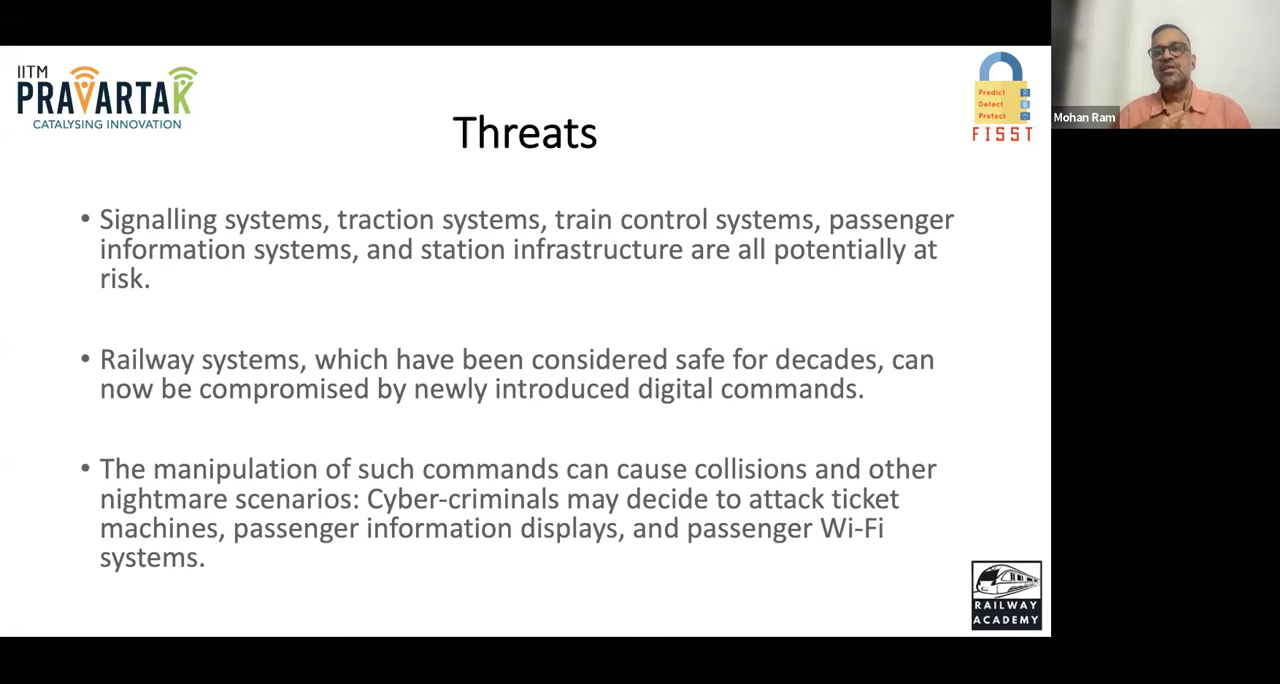 IITM
PRAVARTAK
CATALYSING INNOVATION
Predict
Detect
Protect
FISST
Mohan Ram
Threats
• Signalling systems, traction systems, train control systems, passenger
information systems, and station infrastructure are all potentially at
risk.
• Railway systems, which have been considered safe for decades, can
now be compromised by newly introduced digital commands.
• The manipulation of such commands can cause collisions and other
nightmare scenarios: Cyber-criminals may decide to attack ticket
machines, passenger information displays, and passenger Wi-Fi
systems.
RAILWAY
ACADEMY